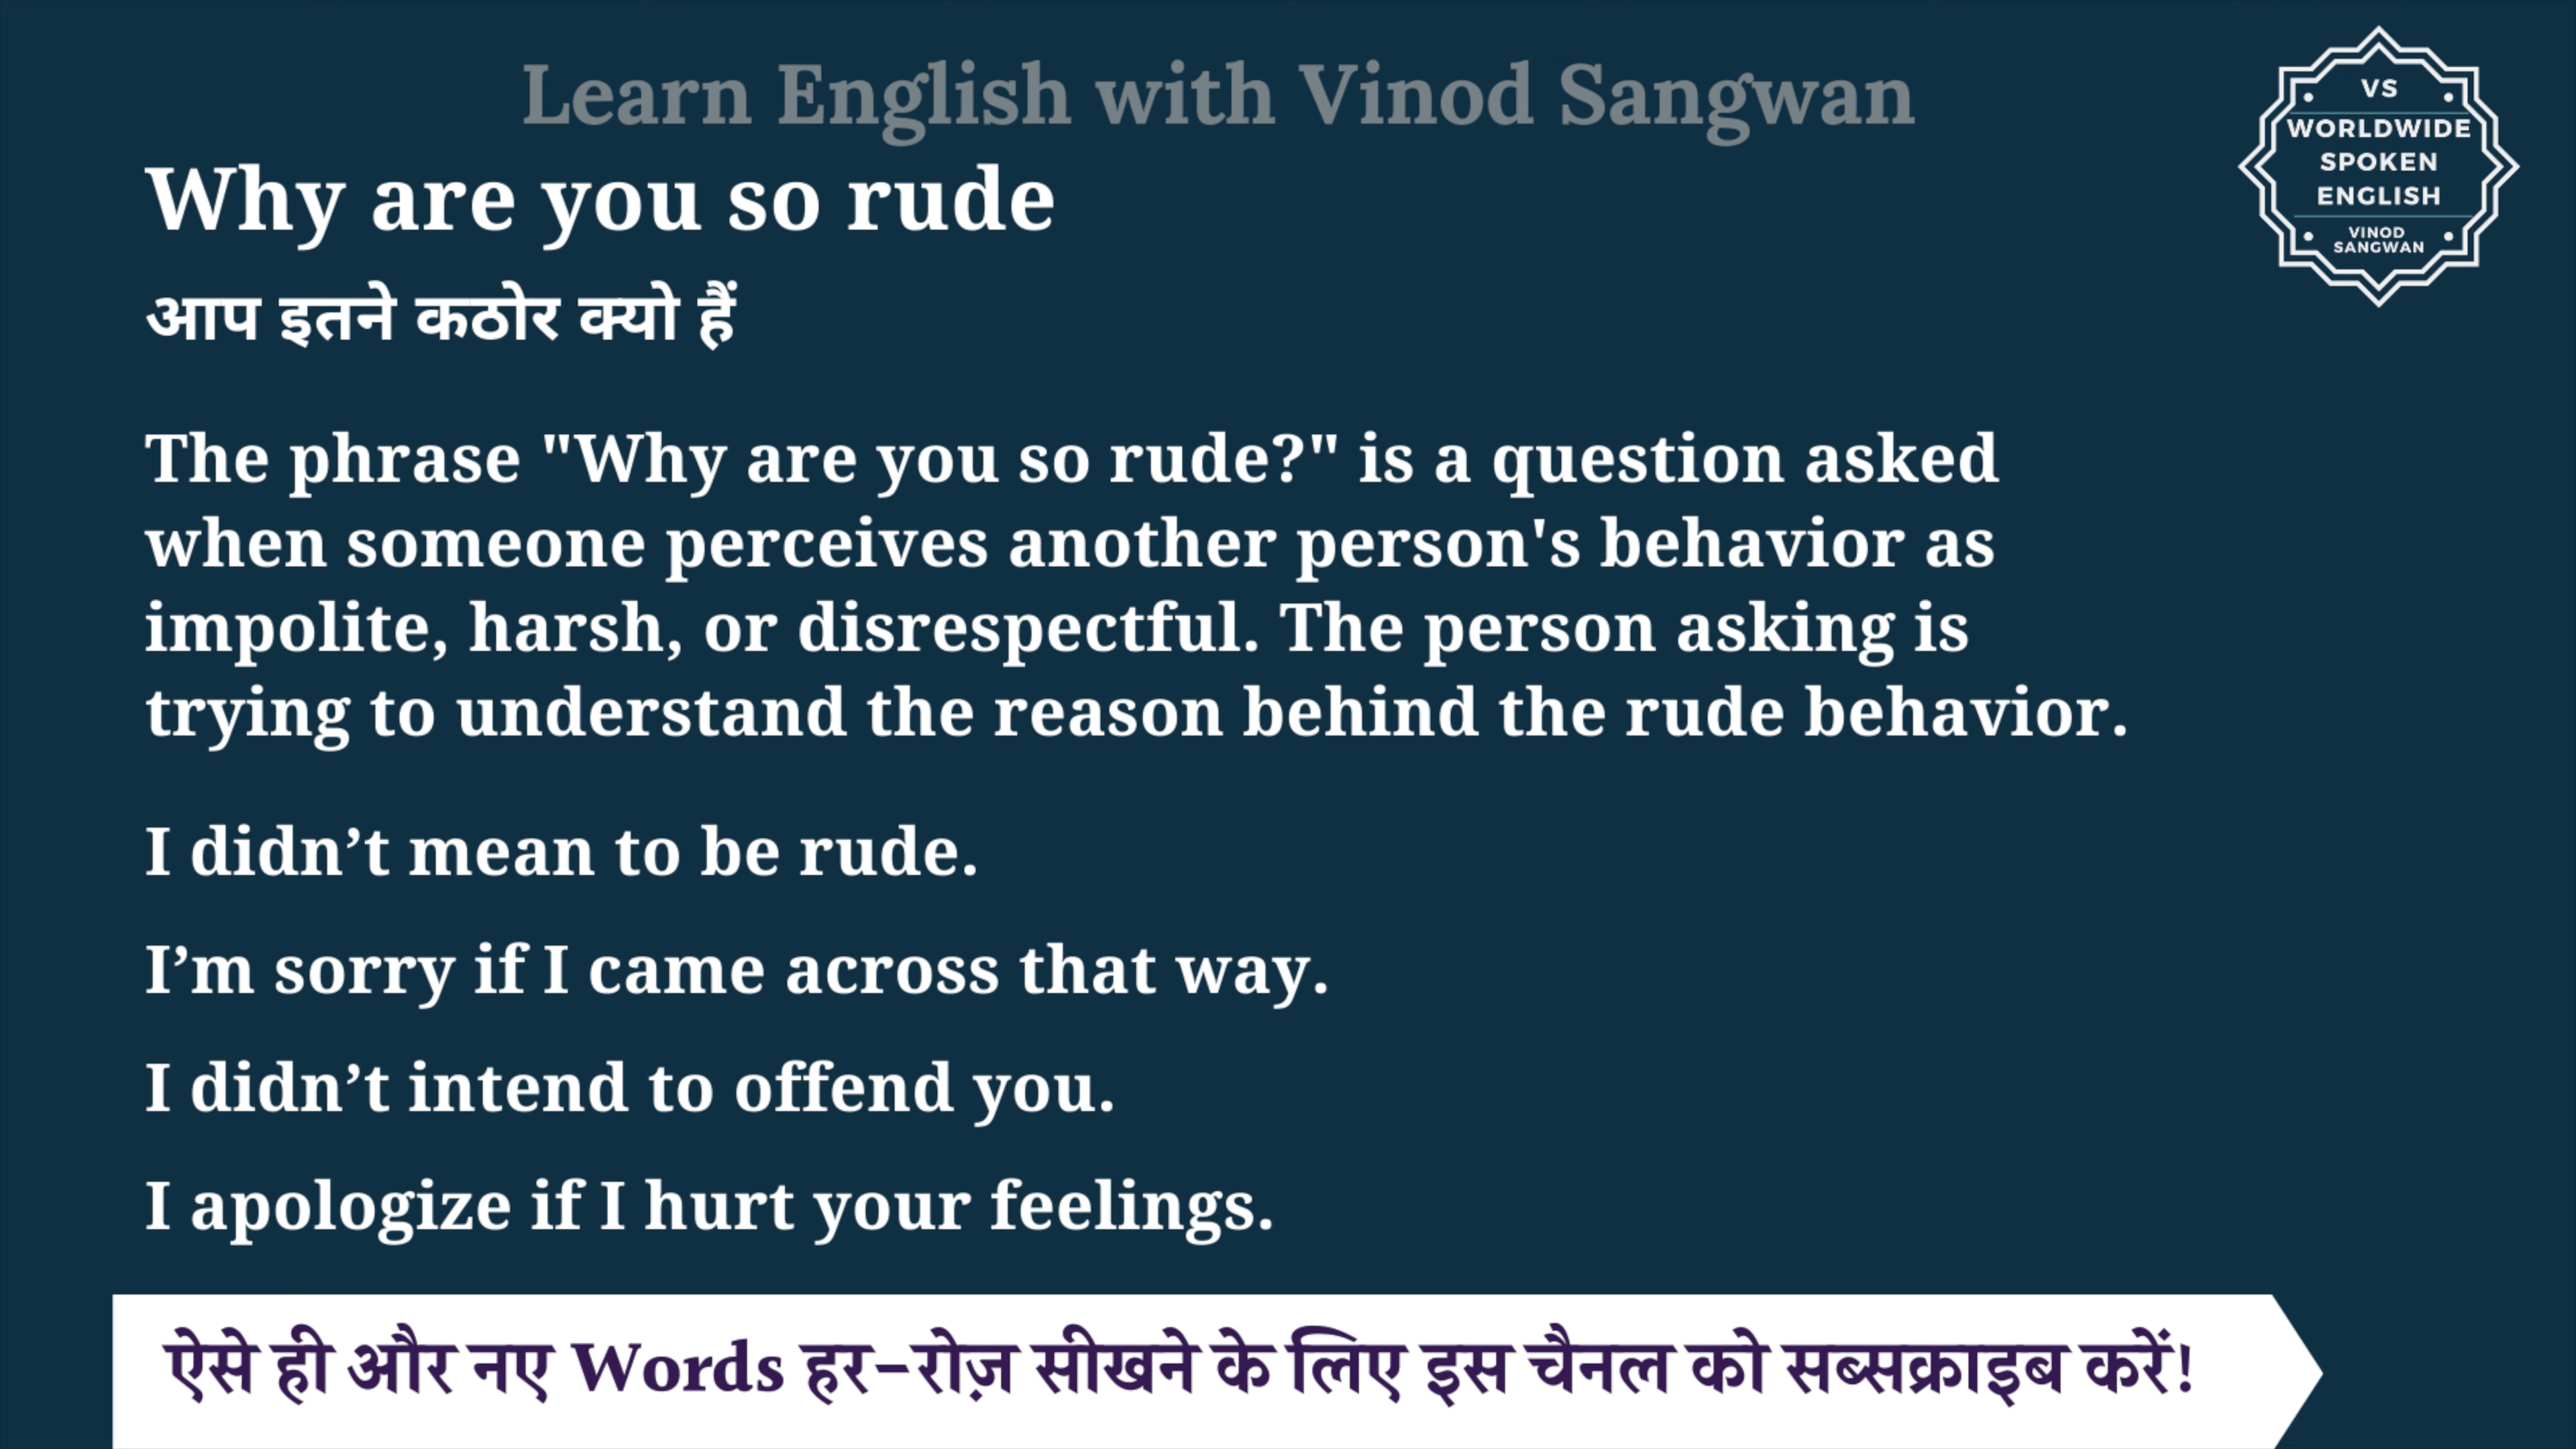 Learn English with Vinod Sangwan
VS
WORLDWIDE
SPOKEN
ENGLISH
VINOD
SANGWAN
Why are you so rude
आप इतने कठोर क्यो हैं
The phrase "Why are you so rude?" is a question asked
when someone perceives another person's behavior as
impolite, harsh, or disrespectful. The person asking is
trying to understand the reason behind the rude behavior.
I didn’t mean to be rude.
I’m sorry if I came across that way.
I didn’t intend to offend you.
I apologize if I hurt your feelings.
ऐसे ही और नए Words हर-रोज़ सीखने के लिए इस चैनल को सब्सक्राइब करें!